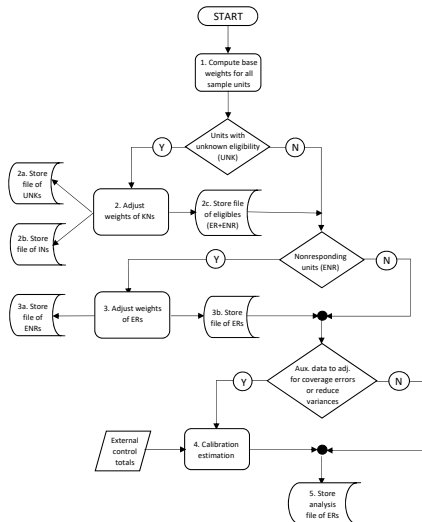 START
1. Compute base
weights for all
sample units
Units with
unknown eligibility
(UNK)
Y
N
2a. Store
file of
UNKs
2. Adjust
weights of KNs
2c. Store file
of eligibles
(ER+ENR)
2b. Store
file of INs
Y
Nonresponding
units (ENR)
N
3a. Store
file of
ENRs
3. Adjust weights
of ERs
3b. Store
file of ERs
Aux. data to adj.
for coverage errors
or reduce
variances
Y
N
External
control
totals
4. Calibration
estimation
5. Store
analysis
file of ERs